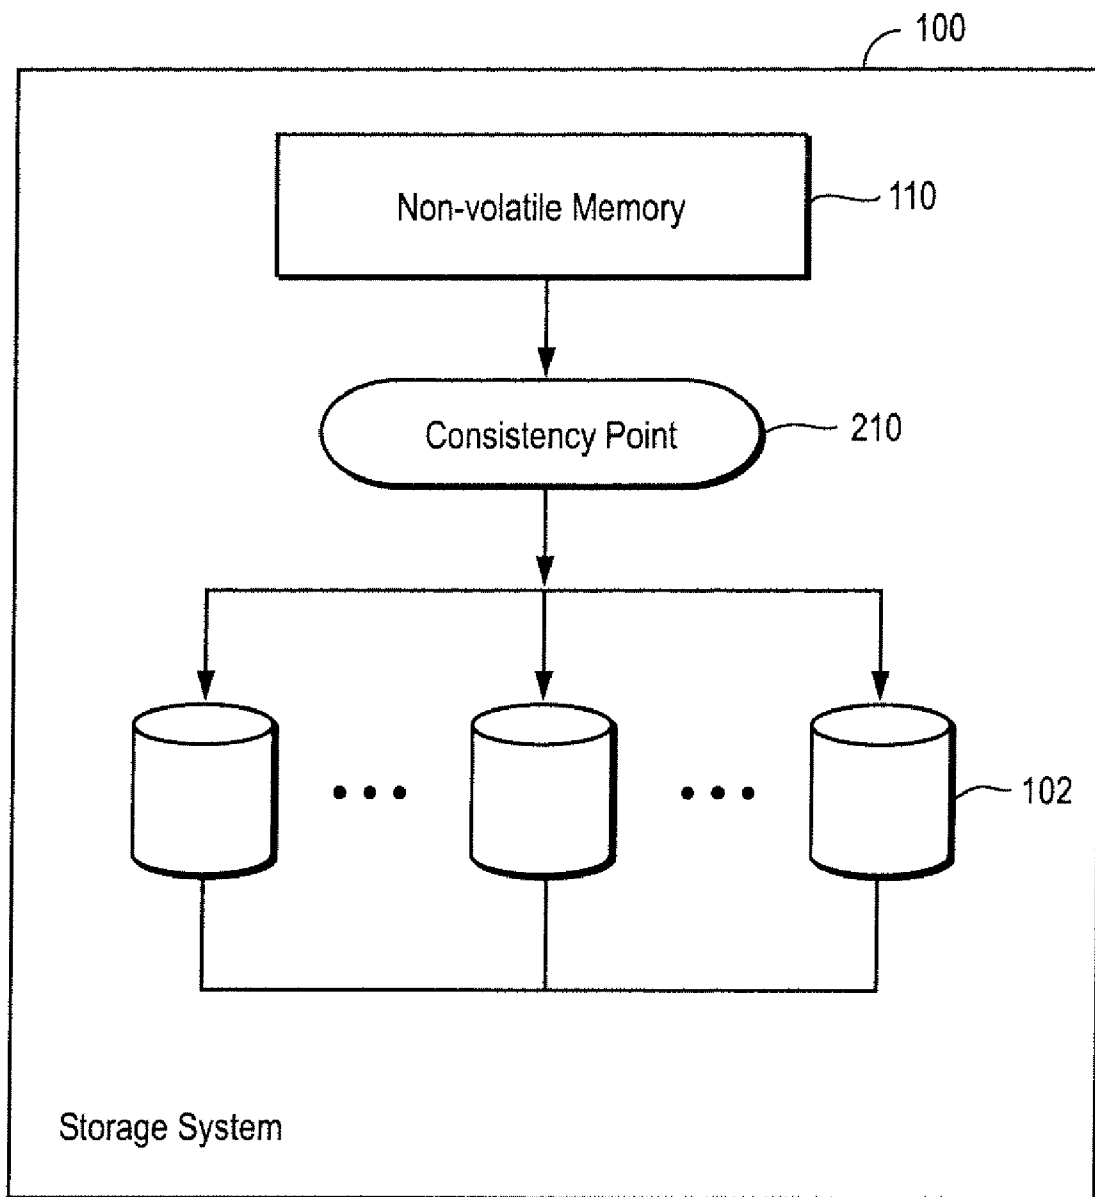 100
Non-volatile Memory
110
Consistency Point
210
102
Storage System